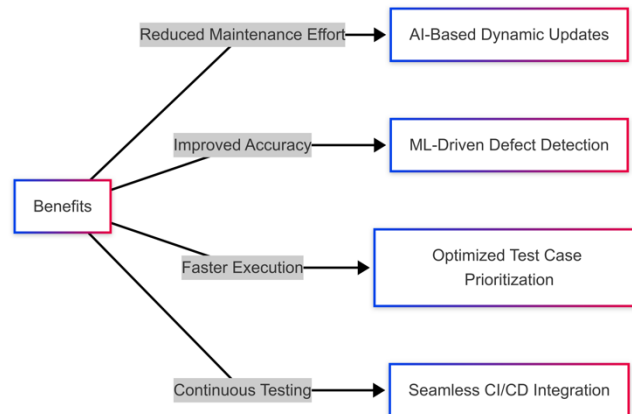 Reduced Maintenance Effort
AI-Based Dynamic Updates
Improved Accuracy
ML-Driven Defect Detection
Benefits
Faster Execution
Optimized Test Case
Prioritization
Continuous Testing
Seamless CI/CD Integration